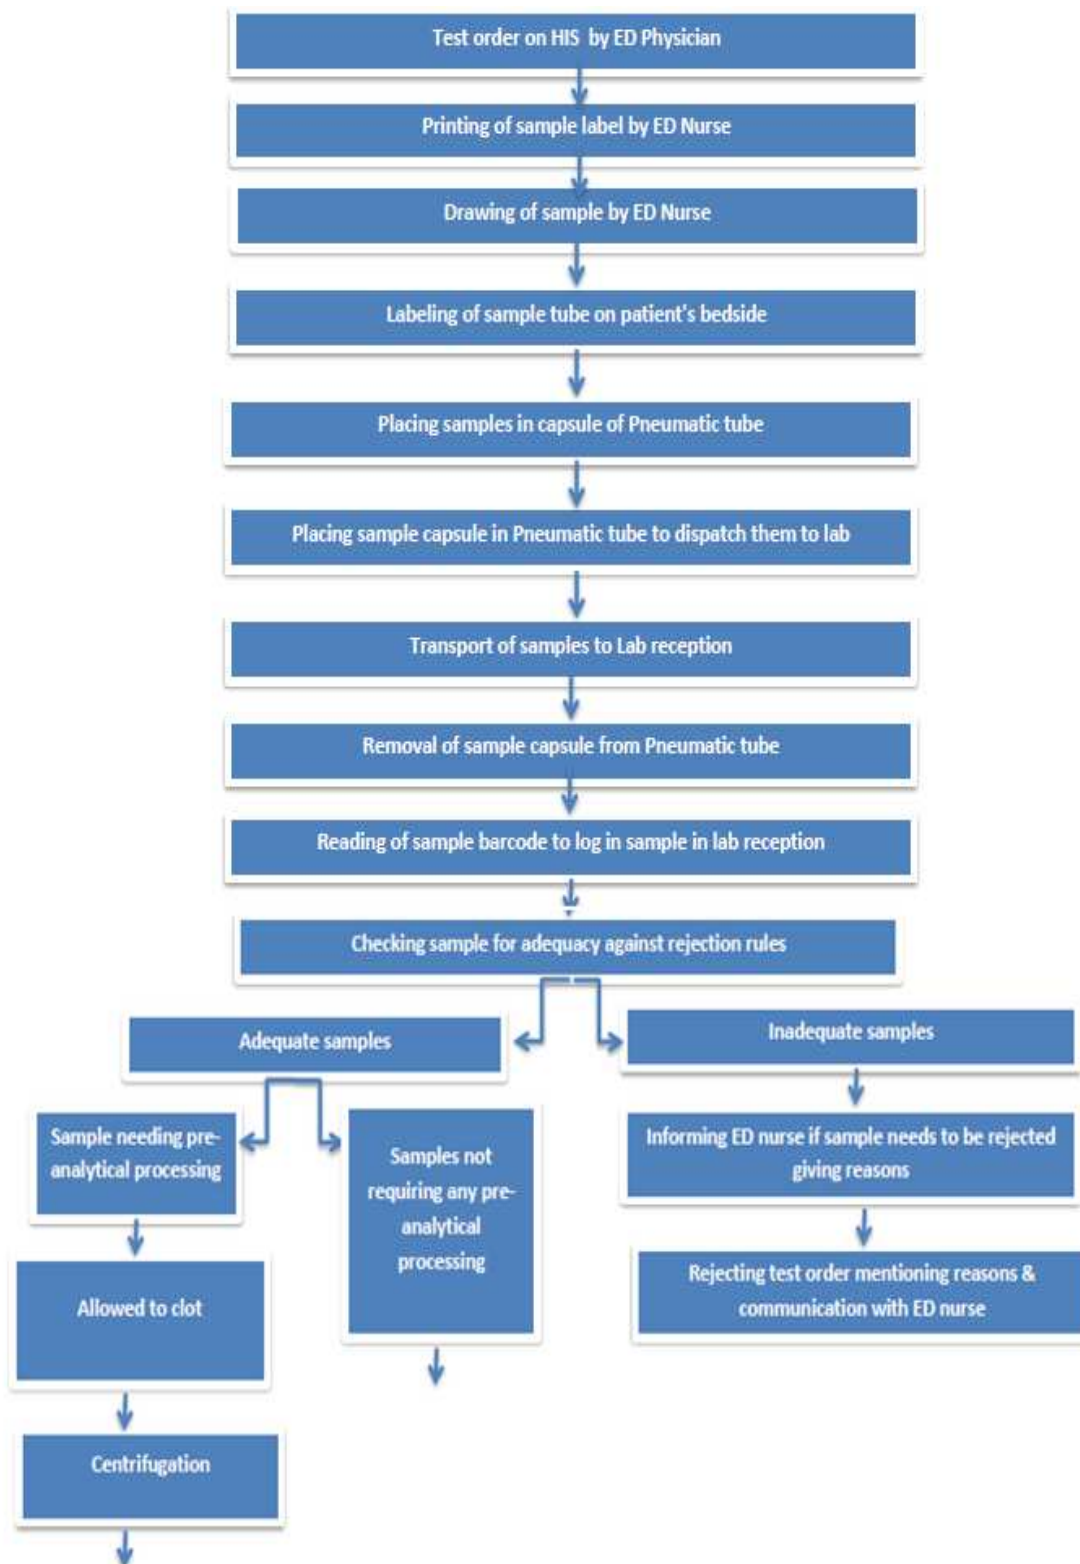 Test order on HIS by ED Physician
Printing of sample label by ED Nurse
Drawing of sample by ED Nurse
Labeling of sample tube on patient's bedside
Placing samples in capsule of Pneumatic tube
Placing sample capsule in Pneumatic tube to dispatch them to lab
Transport of samples to Lab reception
Removal of sample capsule from Pneumatic tube
Reading of sample barcode to log in sample in lab reception
Checking sample for adequacy against rejection rules
Adequate samples
Inadequate samples
Sample needing pre-
analytical processing
Samples not
requiring any pre-
analytical
processing
Informing ED nurse if sample needs to be rejected
giving reasons
Allowed to clot
Rejecting test order mentioning reasons &
communication with ED nurse
Centrifugation